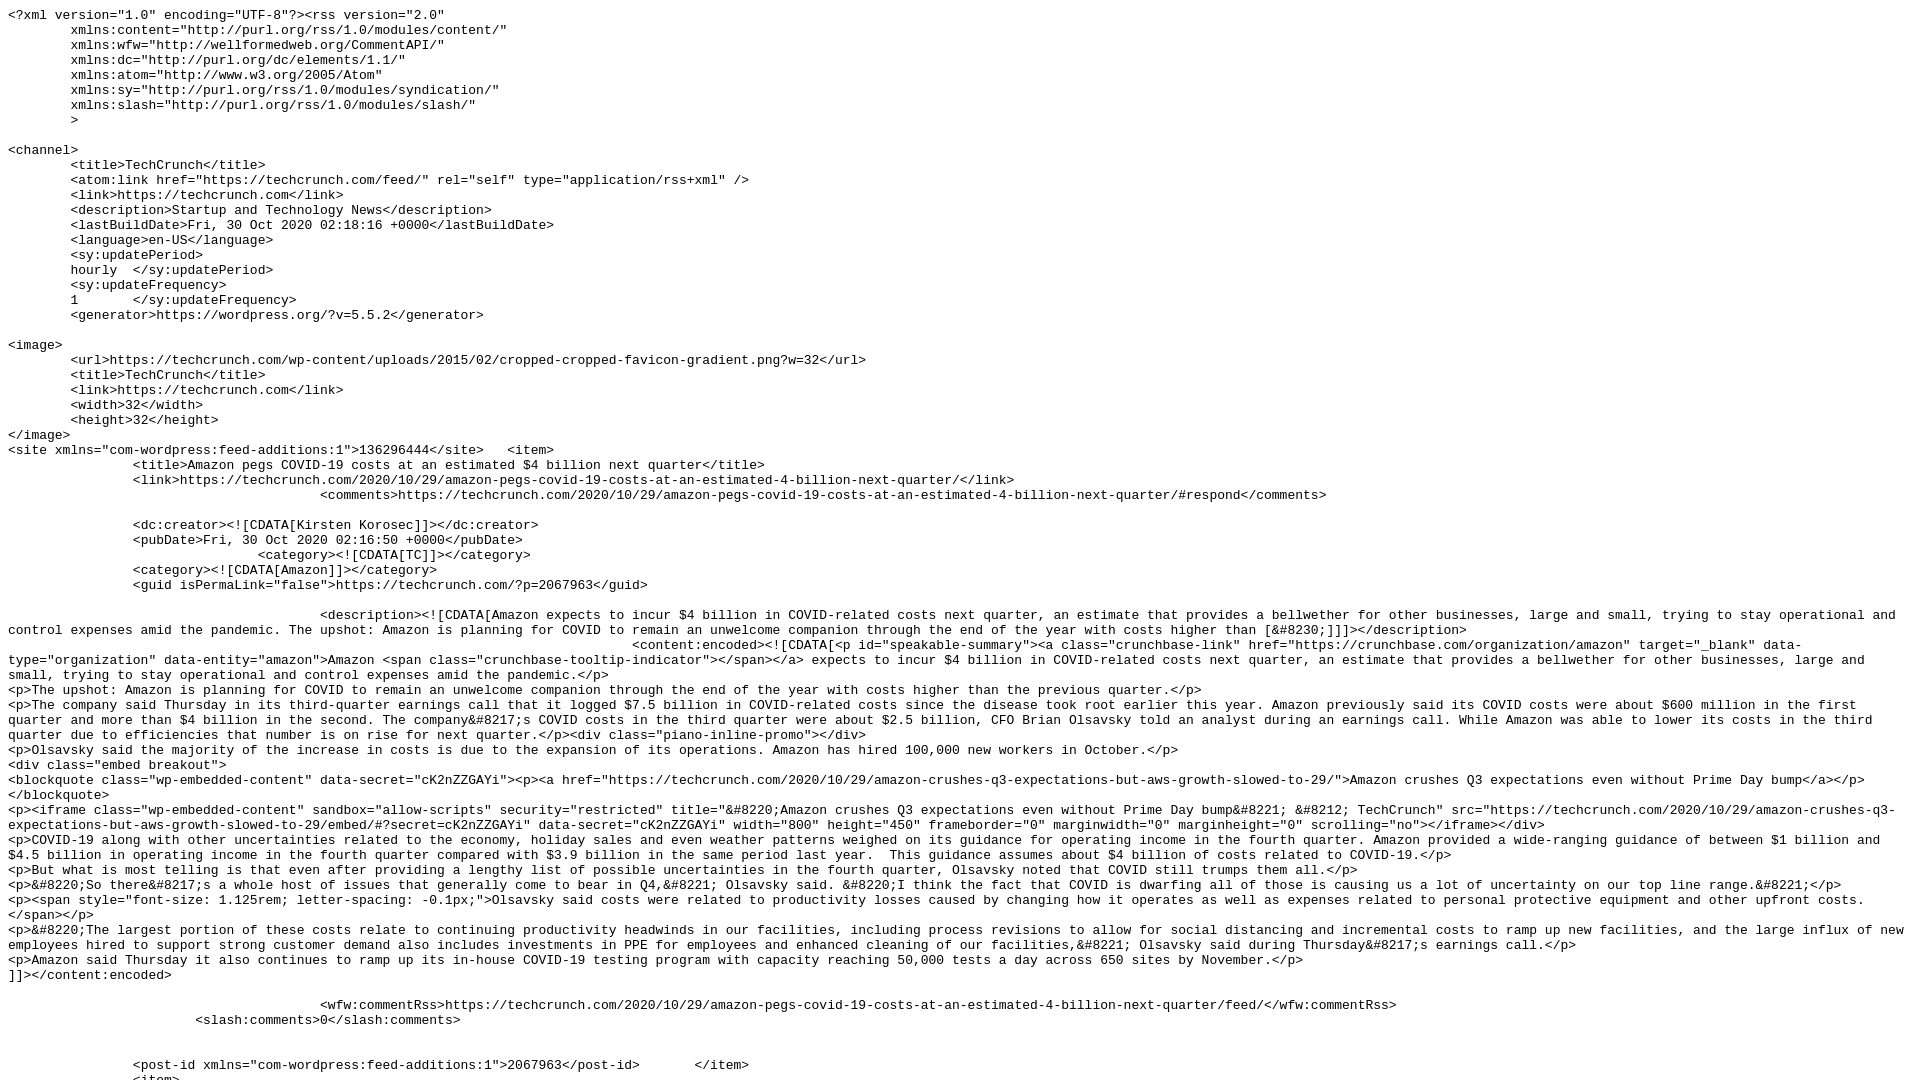 <?xml version="1.0" encoding="UTF-8"?><rss version="2.0"
xmlns:content="http://purl.org/rss/1.0/modules/content/"
xmlns:wfw="http://wellformedweb.org/CommentAPI/"
xmlns:dc="http://purl.org/dc/elements/1.1/"
xmlns:atom="http://www.w3.org/2005/Atom"
xmlns:sy="http://purl.org/rss/1.0/modules/syndication/"
xmlns:slash="http://purl.org/rss/1.0/modules/slash/"
>
<channel>
<title>TechCrunch</title>
<atom:link href="https://techcrunch.com/feed/" rel="self" type="application/rss+xml" />
<link>https://techcrunch.com</link>
<description>Startup and Technology News</description>
<lastBuildDate>Fri, 30 Oct 2020 02:18:16 +0000</lastBuildDate>
<language>en-US</language>
<sy:updatePeriod>
hourly  </sy:updatePeriod>
<sy:updateFrequency>
1       </sy:updateFrequency>
<generator>https://wordpress.org/?v=5.5.2</generator>
<image>
<url>https://techcrunch.com/wp-content/uploads/2015/02/cropped-cropped-favicon-gradient.png?w=32</url>
<title>TechCrunch</title>
<link>https://techcrunch.com</link>
<width>32</width>
<height>32</height>
</image>
<site xmlns="com-wordpress:feed-additions:1">136296444</site>   <item>
<title>Amazon pegs COVID-19 costs at an estimated $4 billion next quarter</title>
<link>https://techcrunch.com/2020/10/29/amazon-pegs-covid-19-costs-at-an-estimated-4-billion-next-quarter/</link>
<comments>https://techcrunch.com/2020/10/29/amazon-pegs-covid-19-costs-at-an-estimated-4-billion-next-quarter/#respond</comments>
<dc:creator><![CDATA[Kirsten Korosec]]></dc:creator>
<pubDate>Fri, 30 Oct 2020 02:16:50 +0000</pubDate>
<category><![CDATA[TC]]></category>
<category><![CDATA[Amazon]]></category>
<guid isPermaLink="false">https://techcrunch.com/?p=2067963</guid>
<description><![CDATA[Amazon expects to incur $4 billion in COVID-related costs next quarter, an estimate that provides a bellwether for other businesses, large and small, trying to stay operational and
control expenses amid the pandemic. The upshot: Amazon is planning for COVID to remain an unwelcome companion through the end of the year with costs higher than [&#8230;]]]></description>
<content:encoded><![CDATA[<p id="speakable-summary"><a class="crunchbase-link" href="https://crunchbase.com/organization/amazon" target="_blank" data-
type="organization" data-entity="amazon">Amazon <span class="crunchbase-tooltip-indicator"></span></a> expects to incur $4 billion in COVID-related costs next quarter, an estimate that provides a bellwether for other businesses, large and
small, trying to stay operational and control expenses amid the pandemic.</p>
<p>The upshot: Amazon is planning for COVID to remain an unwelcome companion through the end of the year with costs higher than the previous quarter.</p>
<p>The company said Thursday in its third-quarter earnings call that it logged $7.5 billion in COVID-related costs since the disease took root earlier this year. Amazon previously said its COVID costs were about $600 million in the first
quarter and more than $4 billion in the second. The company&#8217;s COVID costs in the third quarter were about $2.5 billion, CFO Brian Olsavsky told an analyst during an earnings call. While Amazon was able to lower its costs in the third
quarter due to efficiencies that number is on rise for next quarter.</p><div class="piano-inline-promo"></div>
<p>Olsavsky said the majority of the increase in costs is due to the expansion of its operations. Amazon has hired 100,000 new workers in October.</p>
<div class="embed breakout">
<blockquote class="wp-embedded-content" data-secret="cK2nZZGAYi"><p><a href="https://techcrunch.com/2020/10/29/amazon-crushes-q3-expectations-but-aws-growth-slowed-to-29/">Amazon crushes Q3 expectations even without Prime Day bump</a></p>
</blockquote>
<p><iframe class="wp-embedded-content" sandbox="allow-scripts" security="restricted" title="&#8220;Amazon crushes Q3 expectations even without Prime Day bump&#8221; &#8212; TechCrunch" src="https://techcrunch.com/2020/10/29/amazon-crushes-q3-
expectations-but-aws-growth-slowed-to-29/embed/#?secret=cK2nZZGAYi" data-secret="cK2nZZGAYi" width="800" height="450" frameborder="0" marginwidth="0" marginheight="0" scrolling="no"></iframe></div>
<p>COVID-19 along with other uncertainties related to the economy, holiday sales and even weather patterns weighed on its guidance for operating income in the fourth quarter. Amazon provided a wide-ranging guidance of between $1 billion and
$4.5 billion in operating income in the fourth quarter compared with $3.9 billion in the same period last year.  This guidance assumes about $4 billion of costs related to COVID-19.</p>
<p>But what is most telling is that even after providing a lengthy list of possible uncertainties in the fourth quarter, Olsavsky noted that COVID still trumps them all.</p>
<p>&#8220;So there&#8217;s a whole host of issues that generally come to bear in Q4,&#8221; Olsavsky said. &#8220;I think the fact that COVID is dwarfing all of those is causing us a lot of uncertainty on our top line range.&#8221;</p>
<p><span style="font-size: 1.125rem; letter-spacing: -0.1px;">Olsavsky said costs were related to productivity losses caused by changing how it operates as well as expenses related to personal protective equipment and other upfront costs.
</span></p>
<p>&#8220;The largest portion of these costs relate to continuing productivity headwinds in our facilities, including process revisions to allow for social distancing and incremental costs to ramp up new facilities, and the large influx of new
employees hired to support strong customer demand also includes investments in PPE for employees and enhanced cleaning of our facilities,&#8221; Olsavsky said during Thursday&#8217;s earnings call.</p>
<p>Amazon said Thursday it also continues to ramp up its in-house COVID-19 testing program with capacity reaching 50,000 tests a day across 650 sites by November.</p>
]]></content:encoded>
<wfw:commentRss>https://techcrunch.com/2020/10/29/amazon-pegs-covid-19-costs-at-an-estimated-4-billion-next-quarter/feed/</wfw:commentRss>
<slash:comments>0</slash:comments>
<post-id xmlns="com-wordpress:feed-additions:1">2067963</post-id>       </item>
<item>